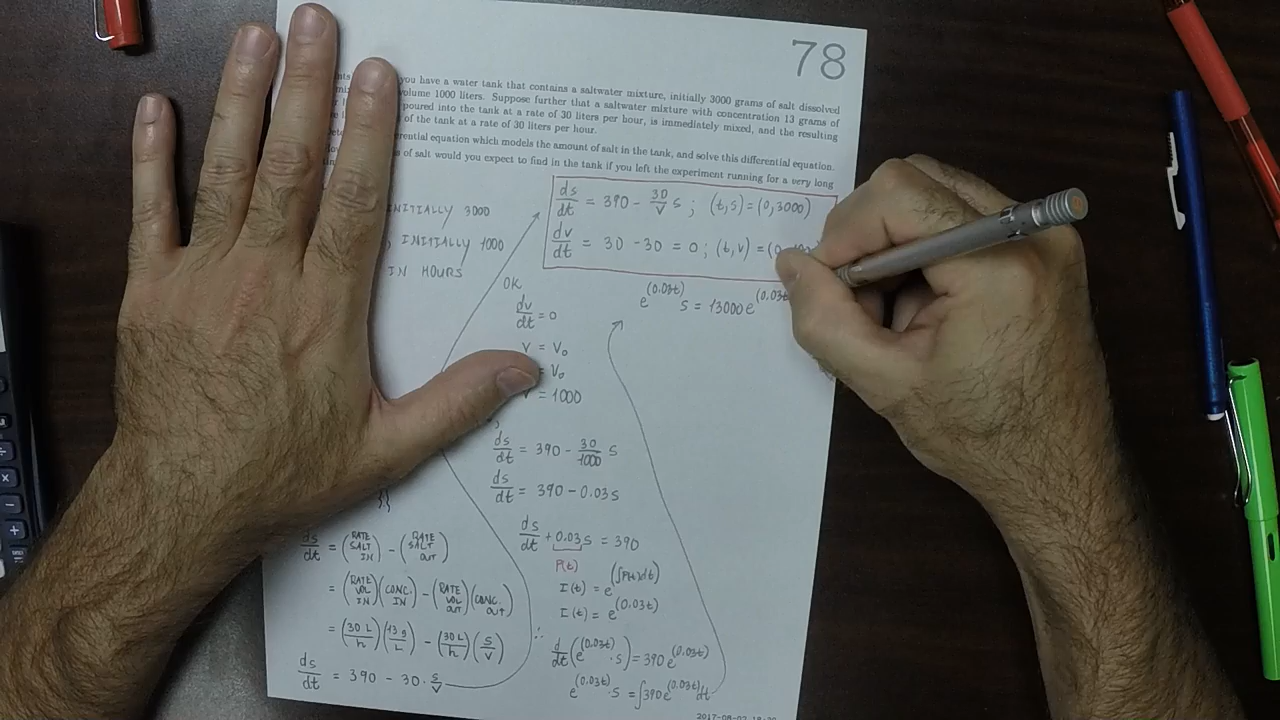 78
you have a water tank that contains a saltwater mixture, initially 3000 grams of salt dissolved
volume 1000 liters. Suppose further that a saltwater mixture with concentration 13 grams of
poured into the tank at a rate of 30 liters per hour, is immediately mixed, and the resulting
of the tank at a rate of 30 liters per hour.
rential equation which models the amount of salt in the tank, and solve this differential equation.
of salt would you expect to find in the tank if you left the experiment running for a very long
ds/dt = 390 - 30/V s ; (t,s) = (0,3000)
dv/dt = 30 - 30 = 0 ; (t,v) = (0
INITIALLY 3000
INITIALLY 1000
IN HOURS
OK
dv/dt = 0
V = V₀
= V₀
V = 1000
ds/dt = 390 - 30/1000 s
ds/dt = 390 - 0.03s
ds/dt + 0.03s = 390
P(t)
I(t) = e^(∫P(t)dt)
I(t) = e^(0.03t)
∴ d/dt(e^(0.03t) · s) = 390e^(0.03t)
e^(0.03t) · s = ∫390e^(0.03t)dt
e^(0.03t) s = 13000e^(0.03t
ds/dt = (RATE SALT IN) - (RATE SALT OUT)
= (RATE VOL IN)(CONC. IN) - (RATE VOL OUT)(CONC. OUT)
= (30 L/h)(13 g/L) - (30 L/h)(s/V)
ds/dt = 390 - 30 · s/V